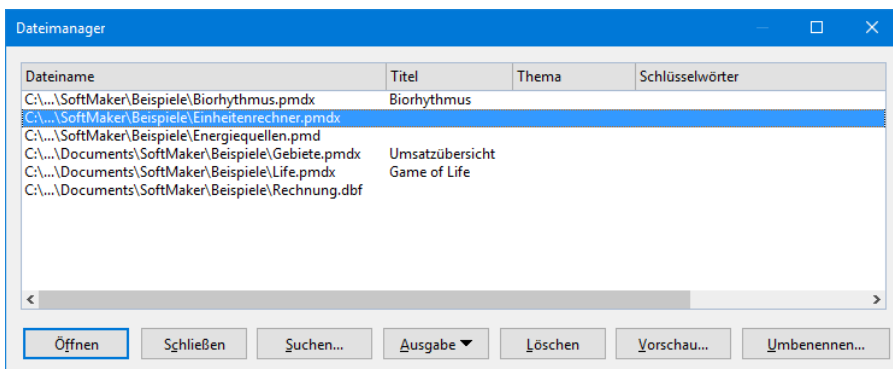 Dateimanager
Dateiname Titel Thema Schlüsselwörter
C:\...\SoftMaker\Beispiele\Biorhythmus.pmdx Biorhythmus
C:\...\SoftMaker\Beispiele\Einheitenrechner.pmdx
C:\...\SoftMaker\Beispiele\Energiequellen.pmd
C:\...\Documents\SoftMaker\Beispiele\Gebiete.pmdx Umsatzübersicht
C:\...\Documents\SoftMaker\Beispiele\Life.pmdx Game of Life
C:\...\Documents\SoftMaker\Beispiele\Rechnung.dbf
Öffnen Schließen Suchen... Ausgabe Löschen Vorschau... Umbenennen...